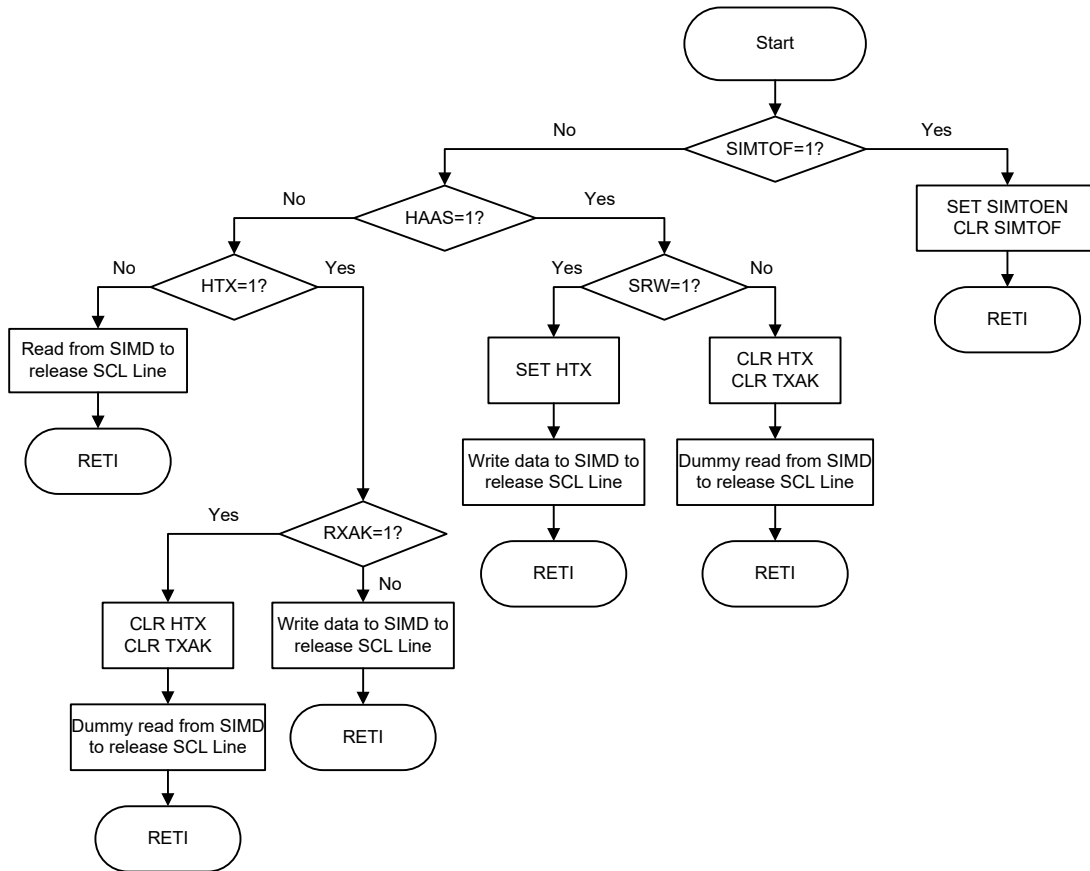 Start
No
Yes
SIMTOF=1?
No
Yes
HAAS=1?
SET SIMTOEN
CLR SIMTOF
No
Yes
Yes
No
HTX=1?
SRW=1?
RETI
Read from SIMD to
release SCL Line
SET HTX
CLR HTX
CLR TXAK
RETI
Write data to SIMD to
release SCL Line
Dummy read from SIMD
to release SCL Line
Yes
RXAK=1?
RETI
RETI
No
CLR HTX
CLR TXAK
Write data to SIMD to
release SCL Line
Dummy read from SIMD
to release SCL Line
RETI
RETI